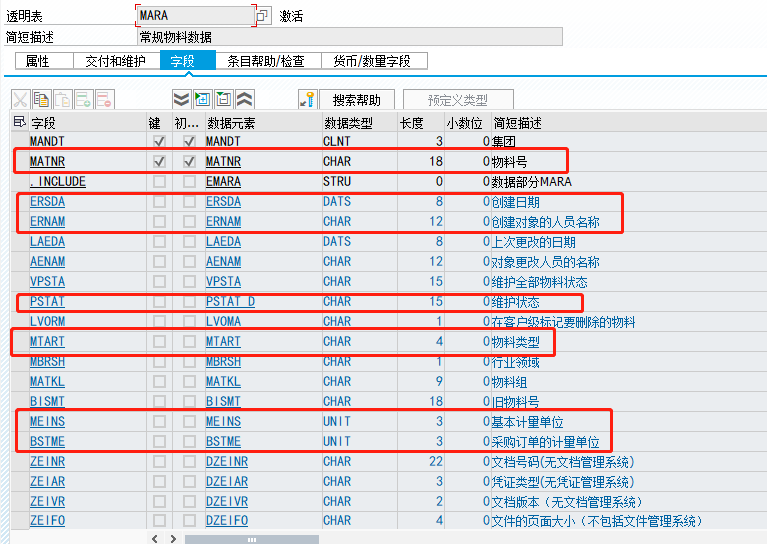 透明表 MARA 激活
简短描述 常规物料数据
属性 交付和维护 字段 条目帮助/检查 货币/数量字段
搜索帮助 预定义类型
字段 键 初... 数据元素 数据类型 长度 小数位 简短描述
MANDT MANDT CLNT 3 0 集团
MATNR MATNR CHAR 18 0 物料号
.INCLUDE EMARA STRU 0 0 数据部分MARA
ERSDA ERSDA DATS 8 0 创建日期
ERNAM ERNAM CHAR 12 0 创建对象的人员名称
LAEDA LAEDA DATS 8 0 上次更改的日期
AENAM AENAM CHAR 12 0 对象更改人员的名称
VPSTA VPSTA CHAR 15 0 维护全部物料状态
PSTAT PSTAT_D CHAR 15 0 维护状态
LVORM LVOMA CHAR 1 0 在客户级标记要删除的物料
MTART MTART CHAR 4 0 物料类型
MBRSH MBRSH CHAR 1 0 行业领域
MATKL MATKL CHAR 9 0 物料组
BISMT BISMT CHAR 18 0 旧物料号
MEINS MEINS UNIT 3 0 基本计量单位
BSTME BSTME UNIT 3 0 采购订单的计量单位
ZEINR DZEINR CHAR 22 0 文档号码(无文档管理系统)
ZEIAR DZEIAR CHAR 3 0 凭证类型(无凭证管理系统)
ZEIVR DZEIVR CHAR 2 0 文档版本（无文档管理系统）
ZEIFO DZEIFO CHAR 4 0 文件的页面大小（不包括文件管理系统）